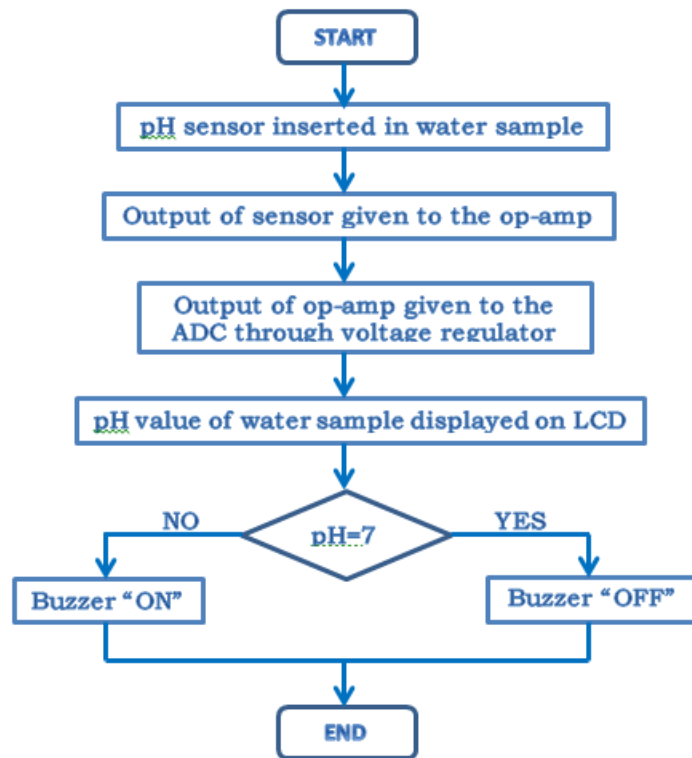 START
pH sensor inserted in water sample
Output of sensor given to the op-amp
Output of op-amp given to the
ADC through voltage regulator
pH value of water sample displayed on LCD
NO
YES
pH=7
Buzzer “ON”
Buzzer “OFF”
END